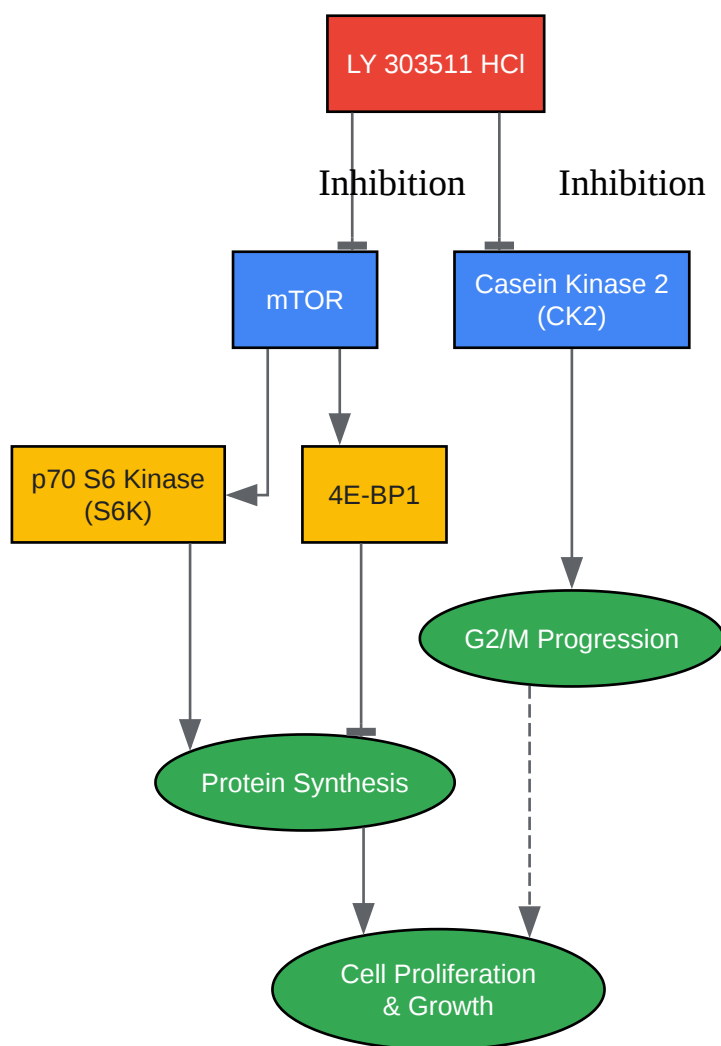 LY 303511 HCl
Inhibition
Inhibition
mTOR
Casein Kinase 2
(CK2)
p70 S6 Kinase
(S6K)
4E-BP1
G2/M Progression
Protein Synthesis
Cell Proliferation
& Growth